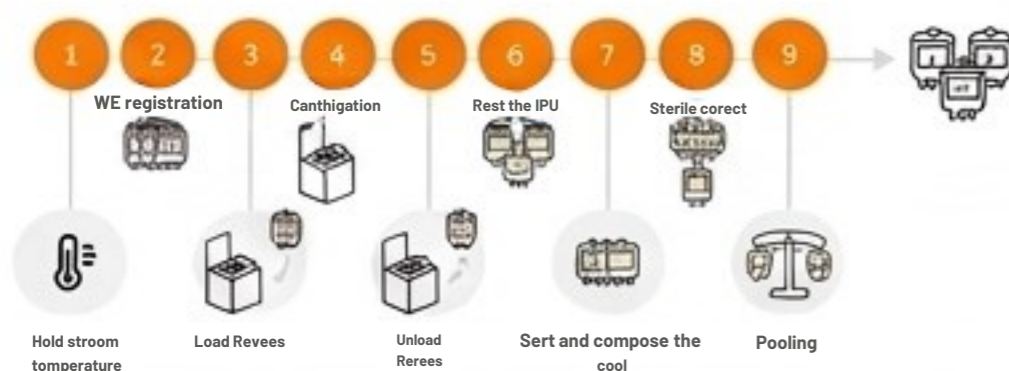 1
2
3
4
5
6
7
8
9
WE registration
Canthigation
Rest the IPU
Sterile corect
Hold stroom
tomperature
Load Revees
Unload
Rerees
Sert and compose the
cool
Pooling